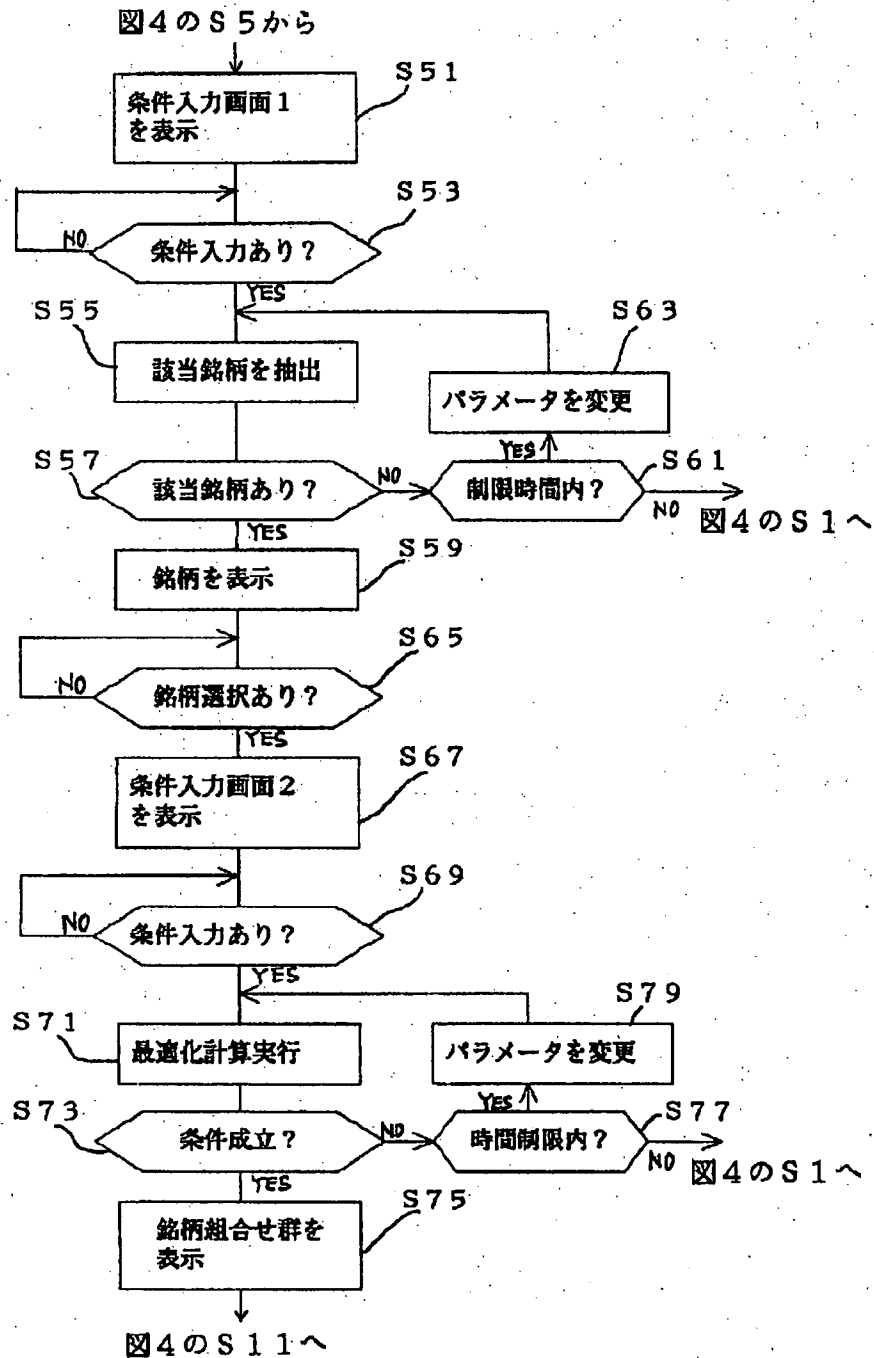 図4のS5から
S51
条件入力画面1
を表示
S53
NO
条件入力あり？
YES
S55
S63
該当銘柄を抽出
パラメータを変更
S57
YES
S61
該当銘柄あり？
NO
制限時間内？
NO
図4のS1へ
YES
S59
銘柄を表示
S65
NO
銘柄選択あり？
YES
S67
条件入力画面2
を表示
S69
NO
条件入力あり？
YES
S79
S71
最適化計算実行
パラメータを変更
S73
YES
S77
条件成立？
NO
時間制限内？
NO
図4のS1へ
YES
S75
銘柄組合せ群を
表示
図4のS11へ